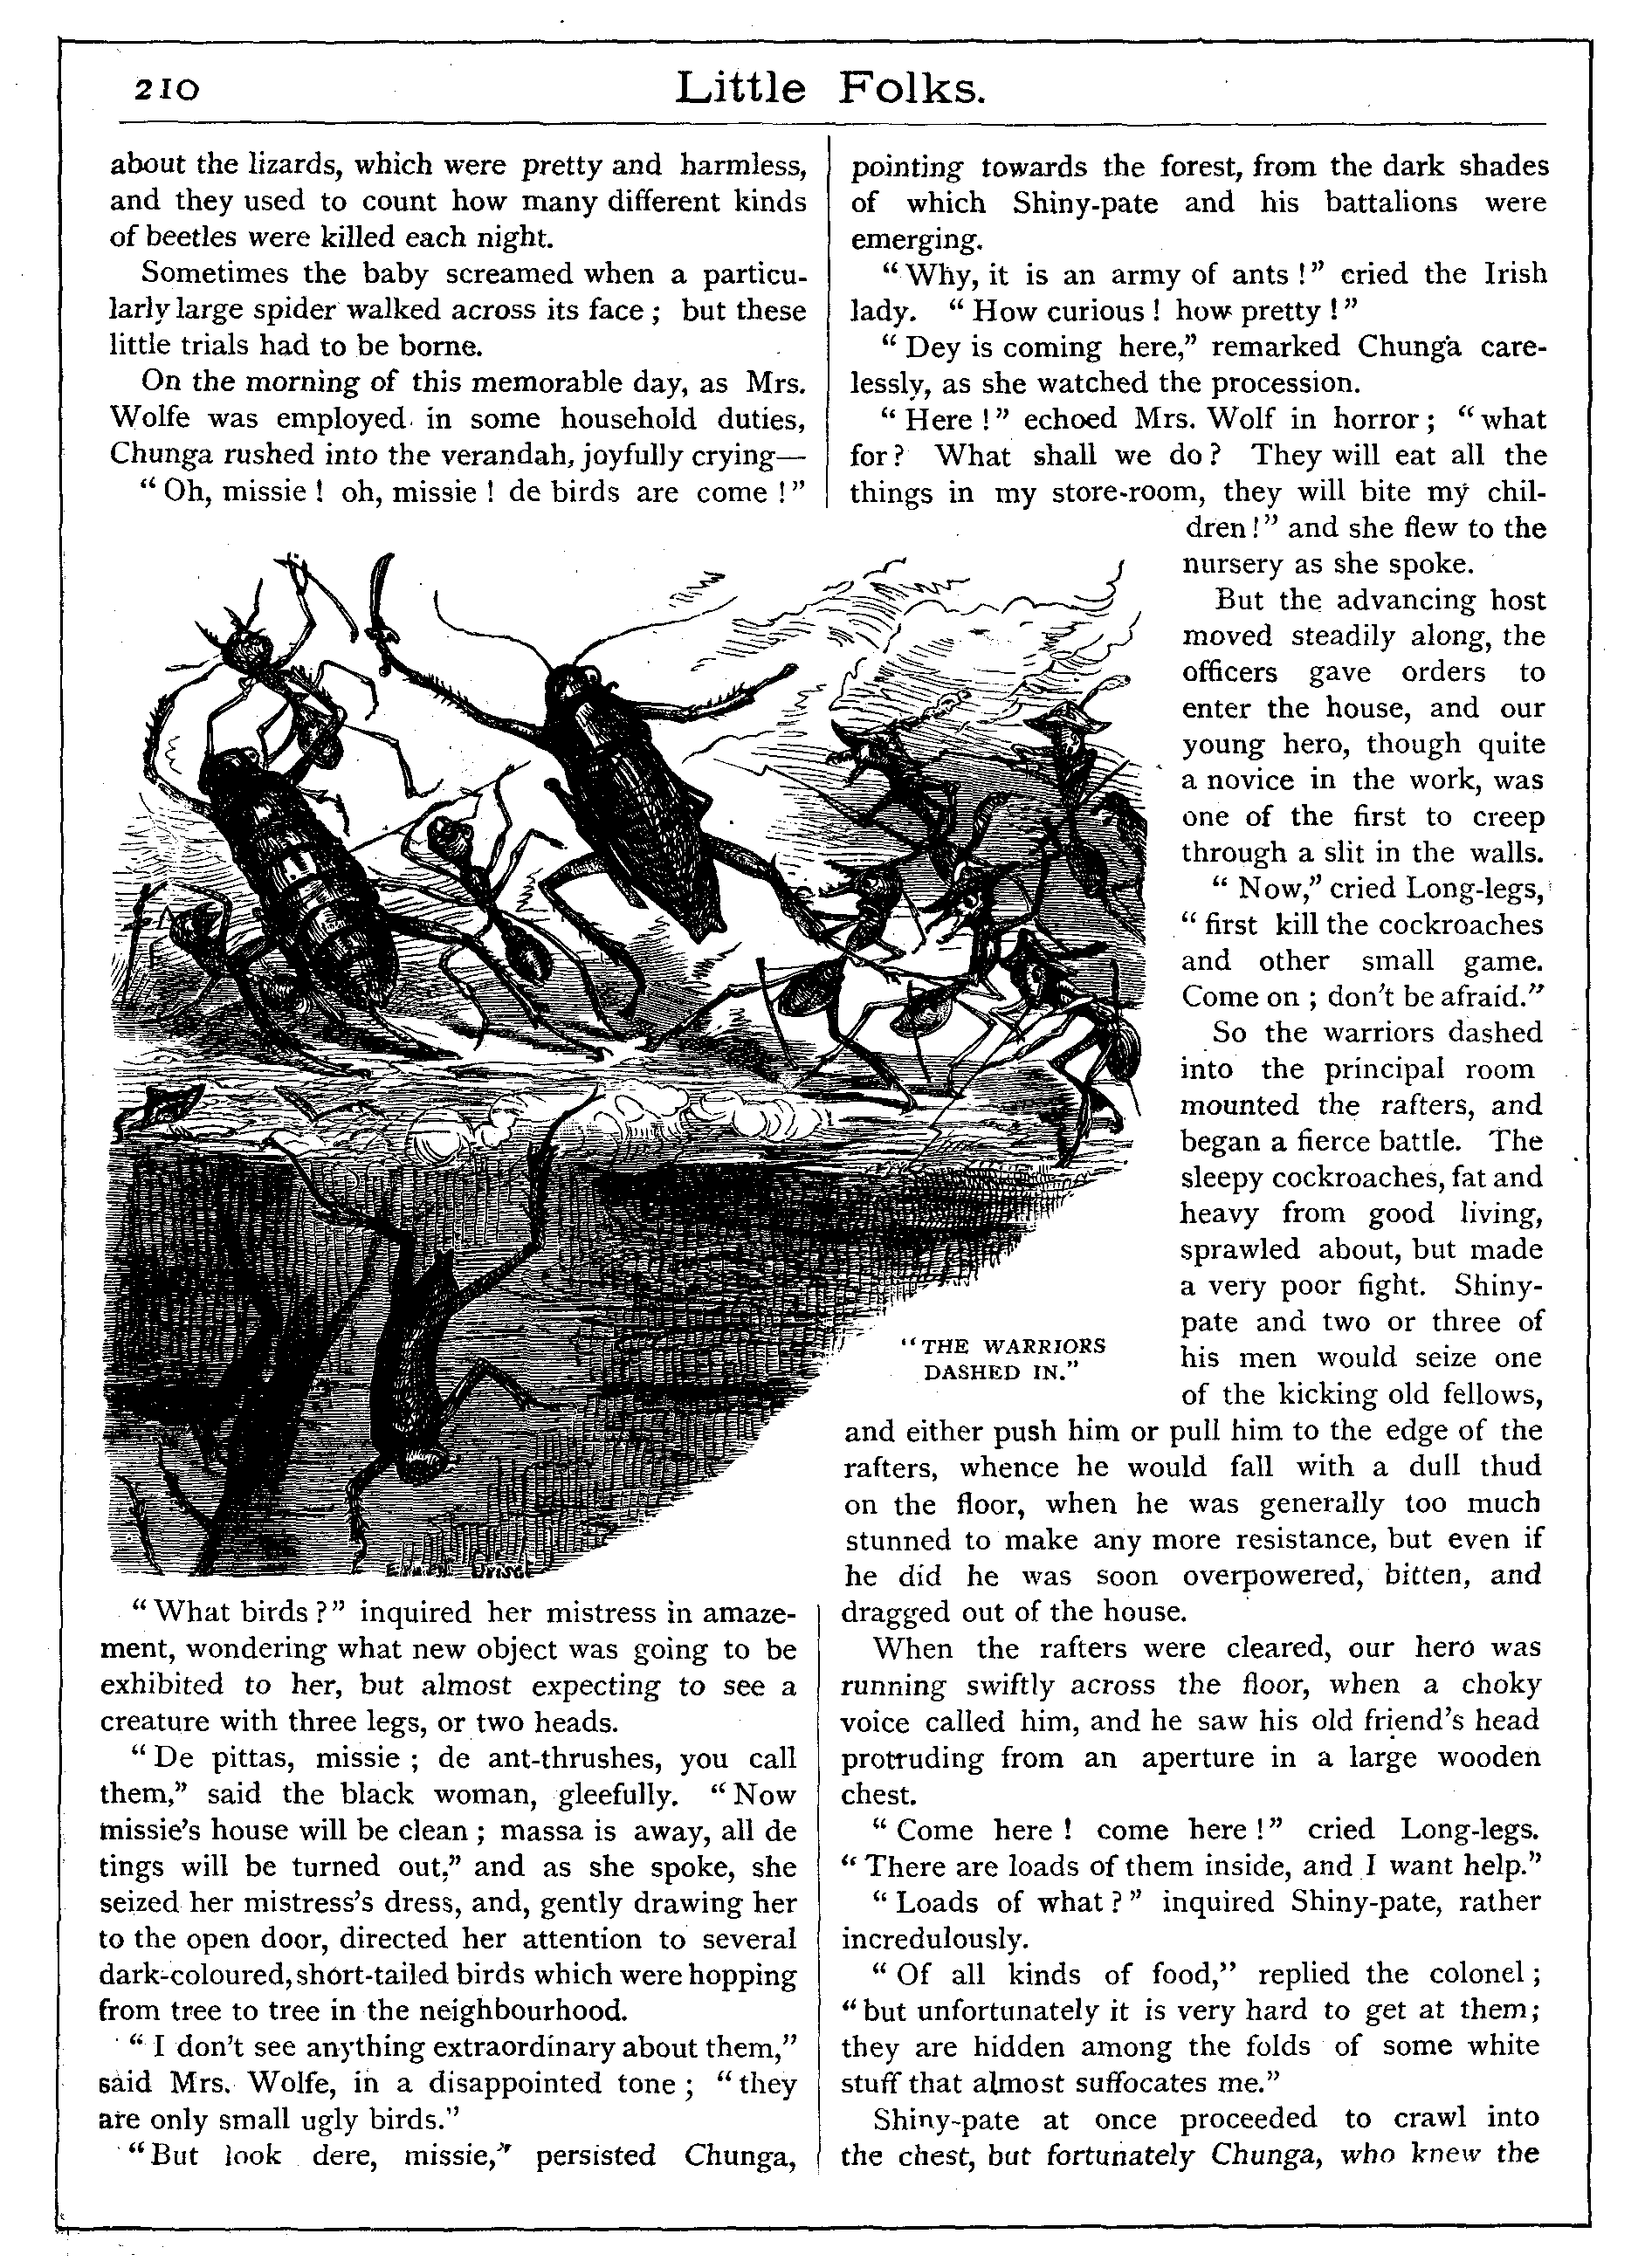 210
Little Folks.
about the lizards, which were pretty and harmless,
and they used to count how many different kinds
of beetles were killed each night.
Sometimes the baby screamed when a particu-
larly large spider walked across its face; but these
little trials had to be borne.
On the morning of this memorable day, as Mrs.
Wolfe was employed in some household duties,
Chunga rushed into the verandah, joyfully crying—
"Oh, missie! oh, missie! de birds are come!"
"What birds?" inquired her mistress in amaze-
ment, wondering what new object was going to be
exhibited to her, but almost expecting to see a
creature with three legs, or two heads.
"De pittas, missie; de ant-thrushes, you call
them," said the black woman, gleefully. "Now
missie's house will be clean; massa is away, all de
tings will be turned out," and as she spoke, she
seized her mistress's dress, and, gently drawing her
to the open door, directed her attention to several
dark-coloured, short-tailed birds which were hopping
from tree to tree in the neighbourhood.
"I don't see anything extraordinary about them,"
said Mrs. Wolfe, in a disappointed tone; "they
are only small ugly birds."
"But look dere, missie," persisted Chunga,
pointing towards the forest, from the dark shades
of which Shiny-pate and his battalions were
emerging.
"Why, it is an army of ants!" cried the Irish
lady. "How curious! how pretty!"
"Dey is coming here," remarked Chunga care-
lessly, as she watched the procession.
"Here!" echoed Mrs. Wolf in horror; "what
for? What shall we do? They will eat all the
things in my store-room, they will bite my chil-
dren!" and she flew to the
nursery as she spoke.
But the advancing host
moved steadily along, the
officers gave orders to
enter the house, and our
young hero, though quite
a novice in the work, was
one of the first to creep
through a slit in the walls.
"Now," cried Long-legs,
"first kill the cockroaches
and other small game.
Come on; don't be afraid."
So the warriors dashed
into the principal room
mounted the rafters, and
began a fierce battle. The
sleepy cockroaches, fat and
heavy from good living,
sprawled about, but made
a very poor fight. Shiny-
pate and two or three of
his men would seize one
of the kicking old fellows,
and either push him or pull him to the edge of the
rafters, whence he would fall with a dull thud
on the floor, when he was generally too much
stunned to make any more resistance, but even if
he did he was soon overpowered, bitten, and
dragged out of the house.
When the rafters were cleared, our hero was
running swiftly across the floor, when a choky
voice called him, and he saw his old friend's head
protruding from an aperture in a large wooden
chest.
"Come here! come here!" cried Long-legs.
"There are loads of them inside, and I want help."
"Loads of what?" inquired Shiny-pate, rather
incredulously.
"Of all kinds of food," replied the colonel;
"but unfortunately it is very hard to get at them;
they are hidden among the folds of some white
stuff that almost suffocates me."
Shiny-pate at once proceeded to crawl into
the chest, but fortunately Chunga, who knew the
"THE WARRIORS
DASHED IN."